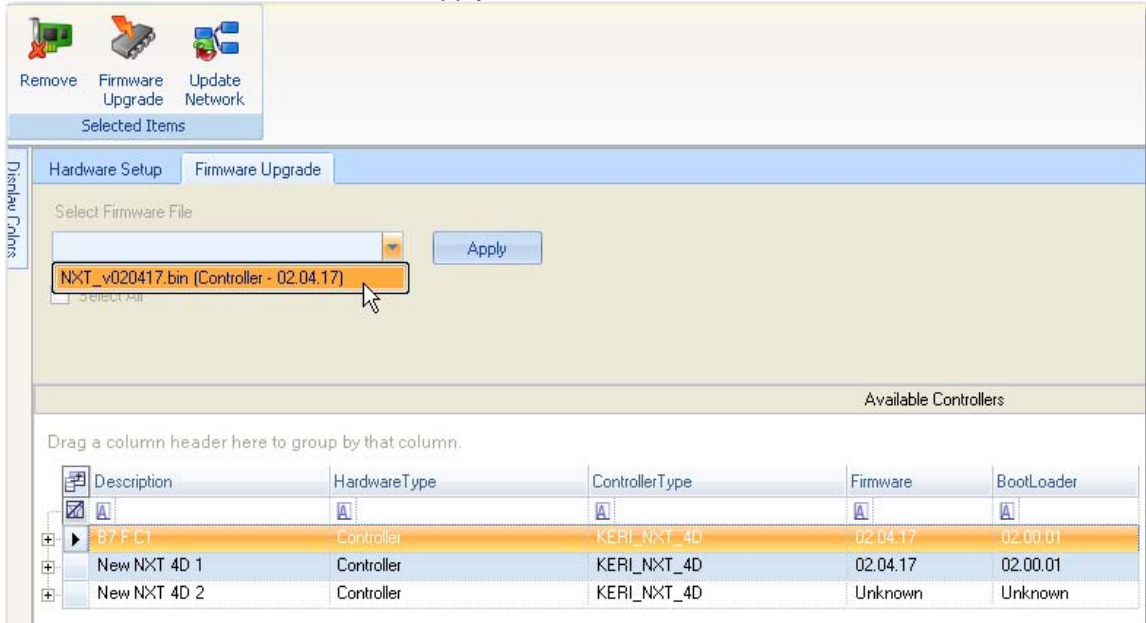 Remove Firmware Upgrade Update Network
Selected Items
Display Colors
Hardware Setup Firmware Upgrade
Select Firmware File
Apply
NXT_v020417.bin (Controller - 02.04.17)
Select All
Available Controllers
Drag a column header here to group by that column.
Description HardwareType ControllerType Firmware BootLoader
B7 F C1 Controller KERI_NXT_4D 02.04.17 02.00.01
New NXT 4D 1 Controller KERI_NXT_4D 02.04.17 02.00.01
New NXT 4D 2 Controller KERI_NXT_4D Unknown Unknown